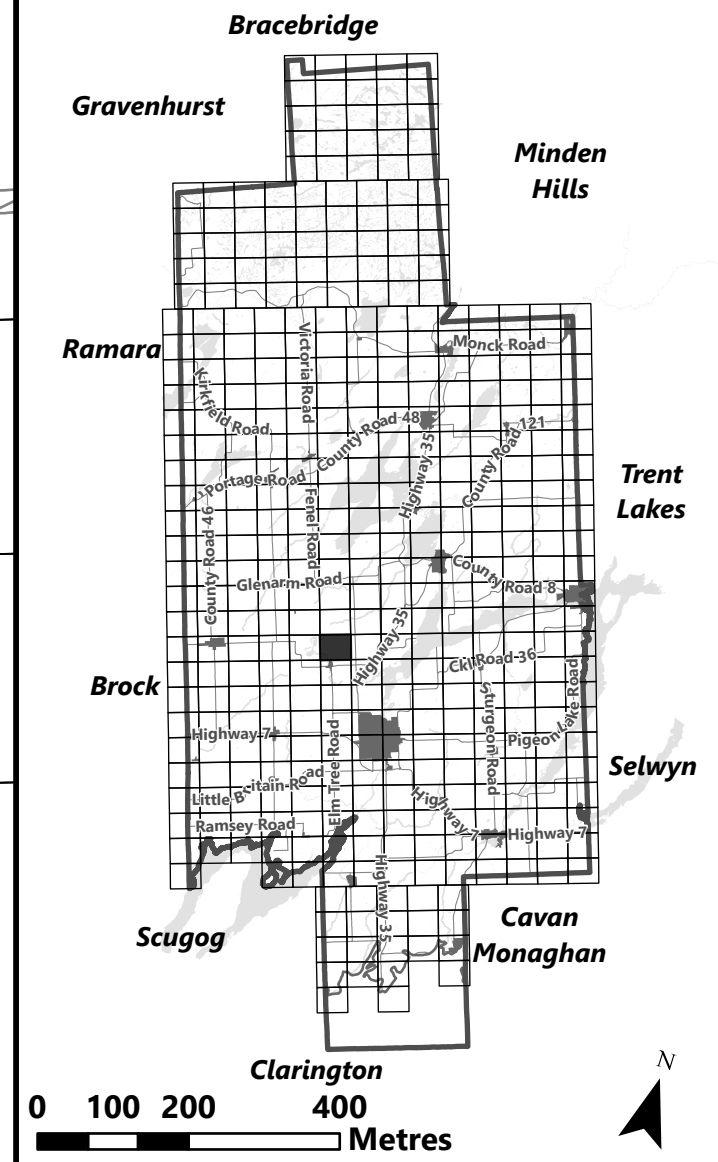 Bracebridge
Gravenhurst
Minden
Hills
Ramara
Monck Road
Victoria Road
Kirkfield Road
County Road 48
121
County Road
Highway 35
Portage Road
Fenel Road
Trent
Lakes
County Road 46
Glenarm Road
County Road 8
Highway 35
Ckl Road 36
Brock
Sturgeon Road
Pigeon Lake Road
Highway 7
Elm Tree Road
Selwyn
Little Britain Road
Highway 7
Ramsey Road
Highway 7
Highway 35
Scugog
Cavan
Monaghan
Clarington
N
0 100 200 400
Metres